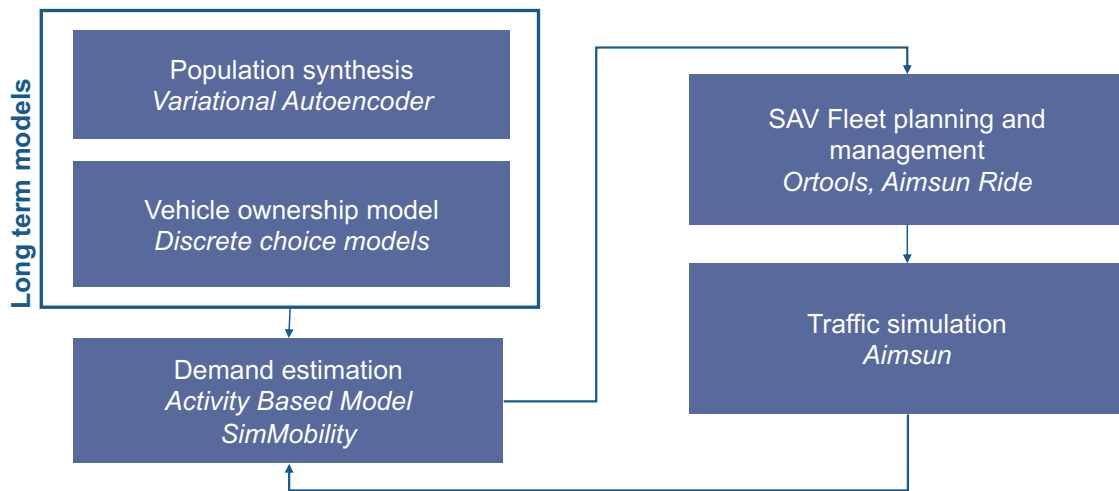 Long term models
Population synthesis
Variational Autoencoder
Vehicle ownership model
Discrete choice models
Demand estimation
Activity Based Model
SimMobility
SAV Fleet planning and
management
Ortools, Aimsun Ride
Traffic simulation
Aimsun